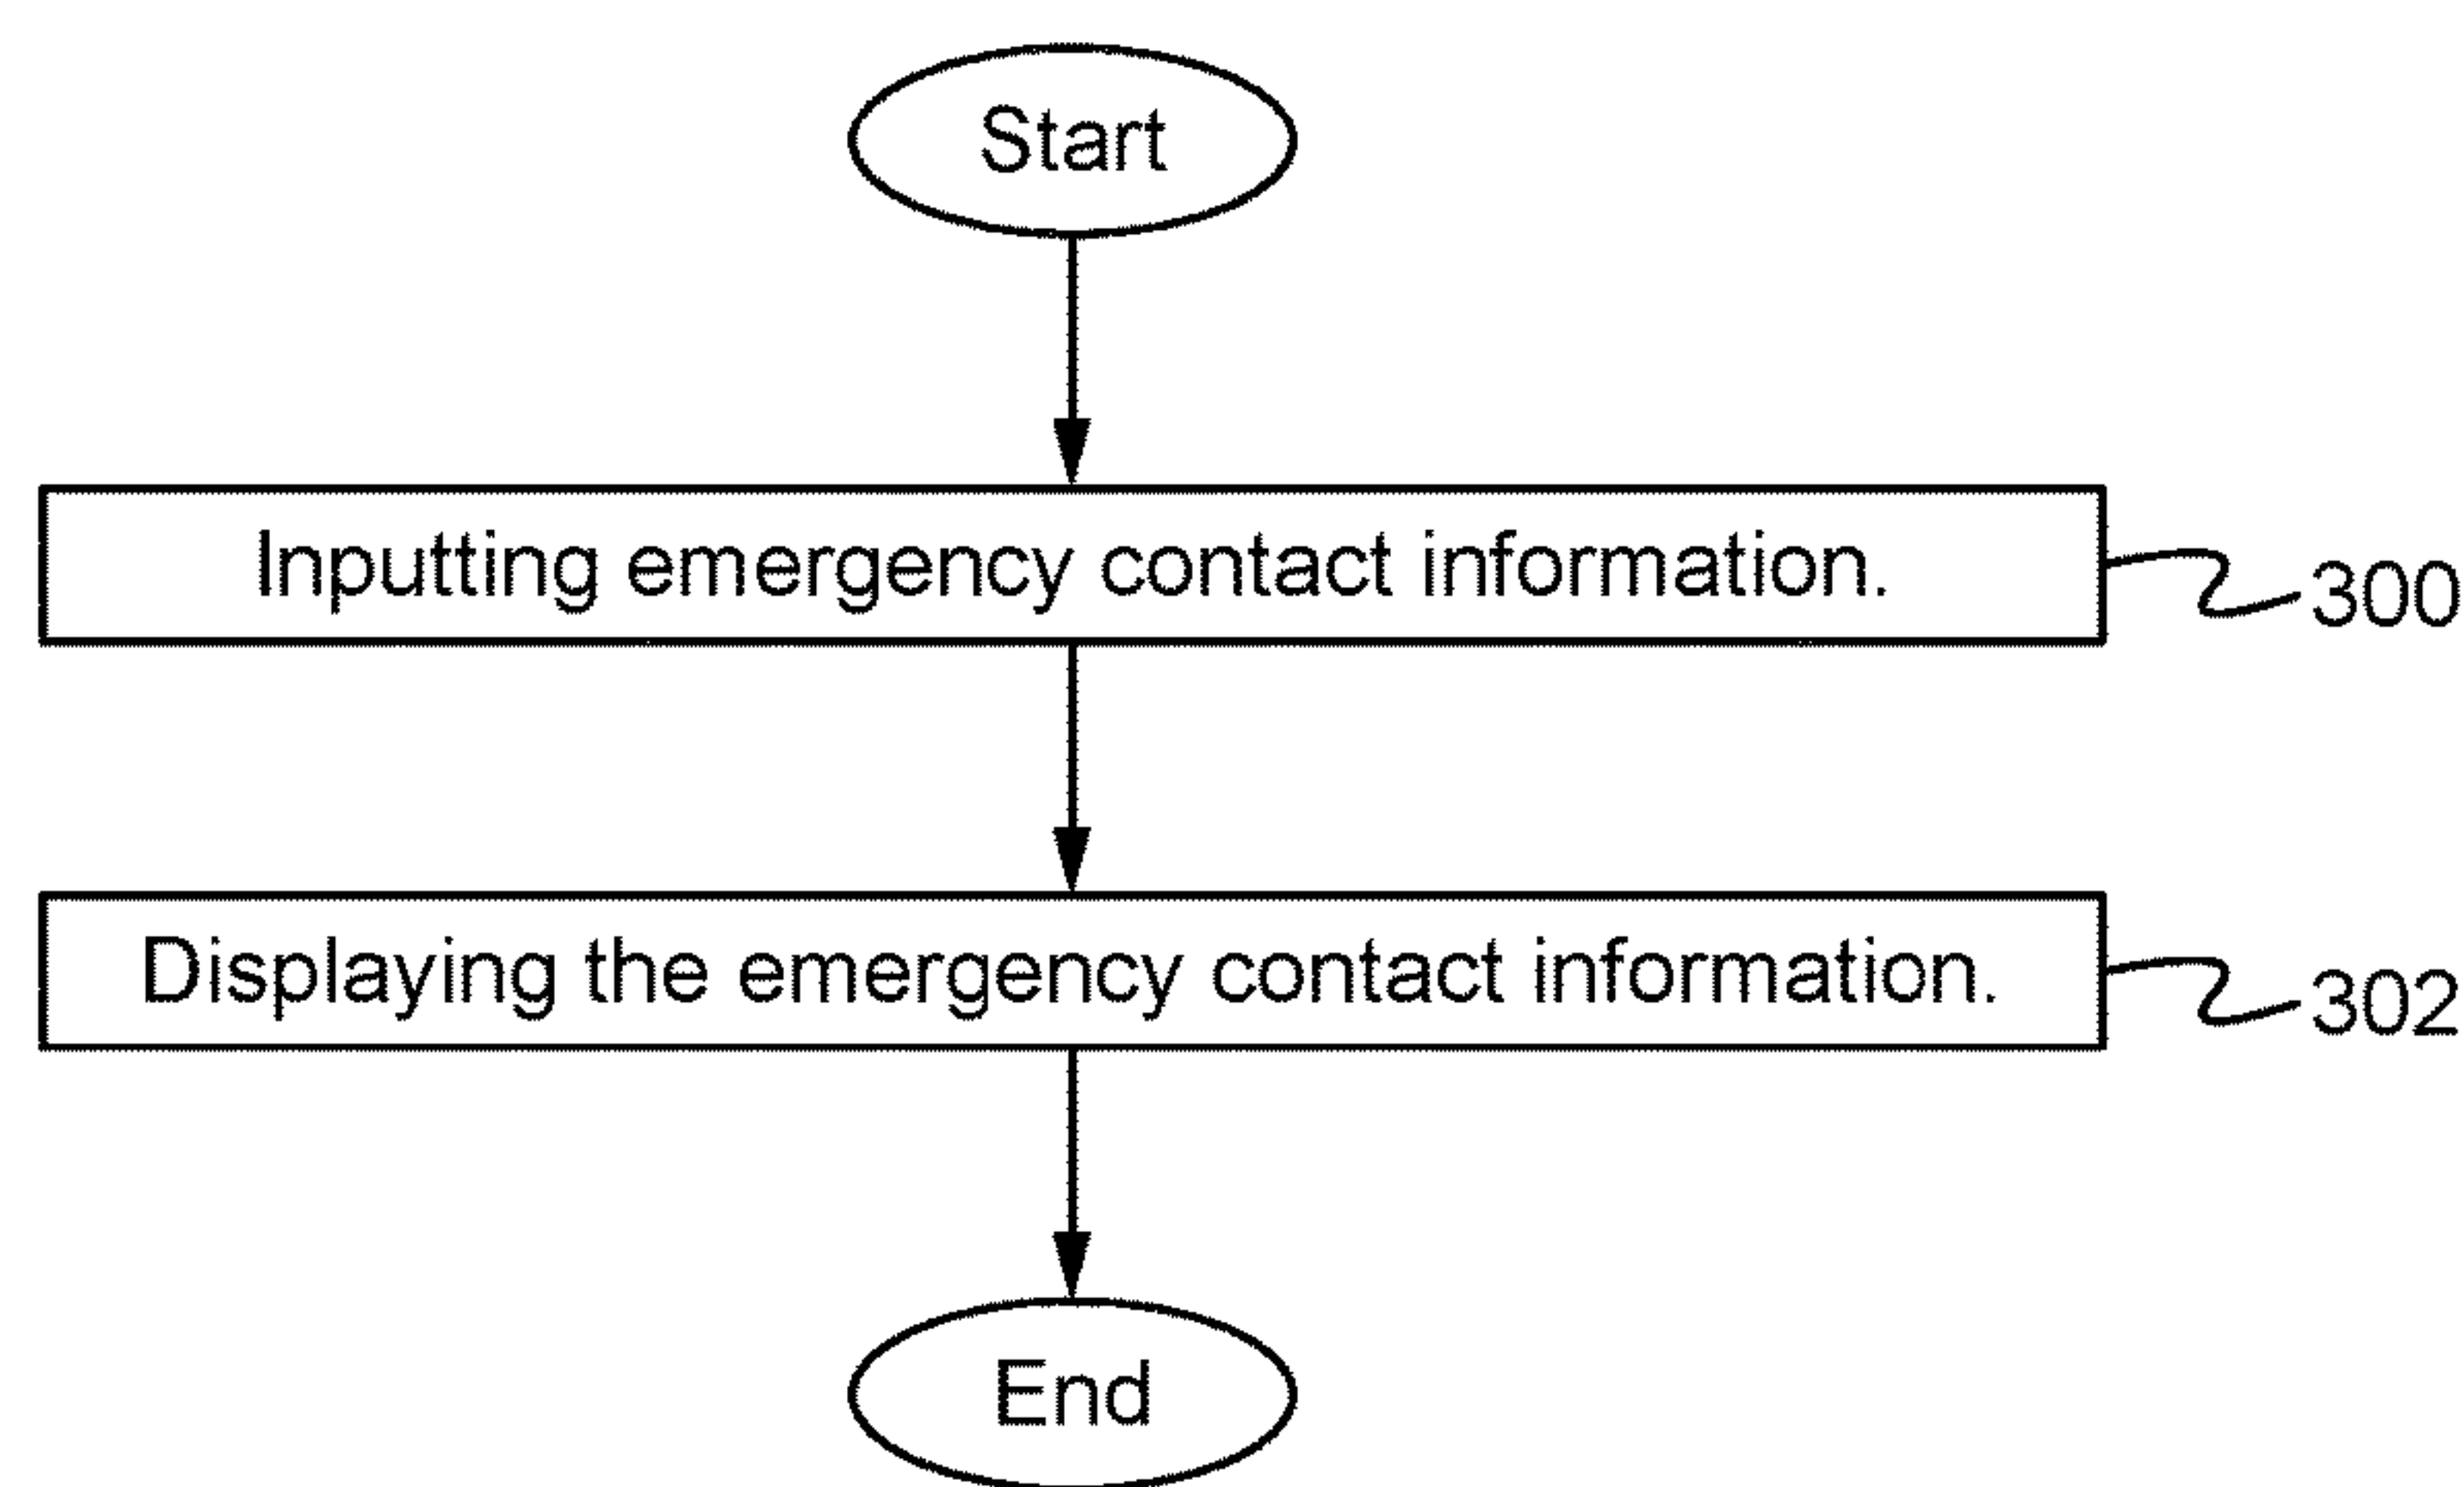 Start
Inputting emergency contact information.
300
Displaying the emergency contact information.
302
End